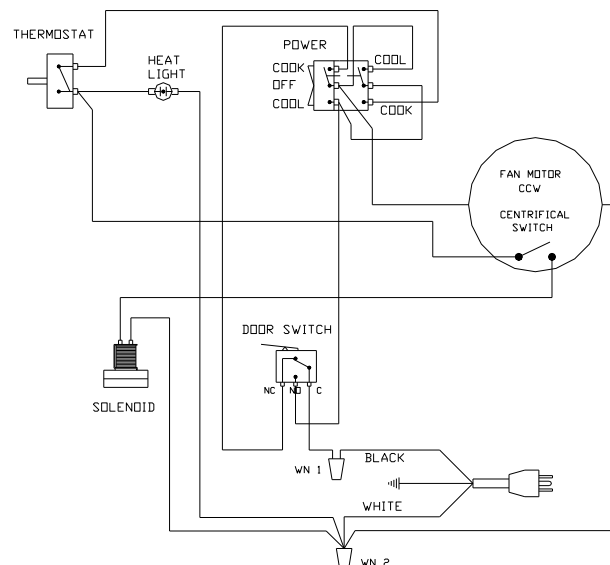 THERMOSTAT
HEAT
LIGHT
POWER
COOK
OFF
COOL
COOL
COOK
FAN MOTOR
CCW
CENTRIFICAL
SWITCH
DOOR SWITCH
NC NO C
SOLENOID
WN 1
BLACK
WHITE
WN 2